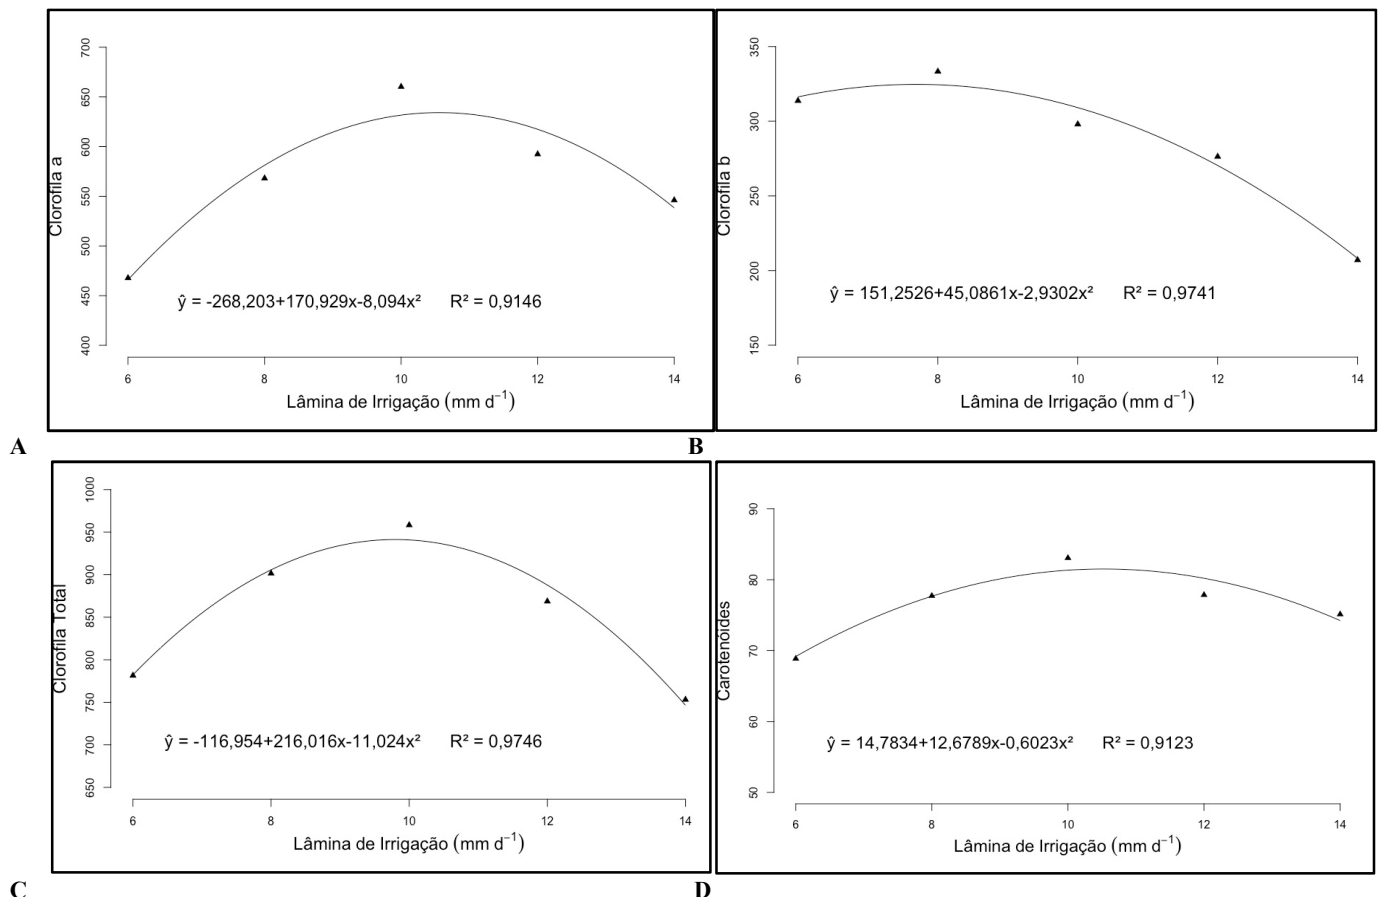 700
650
600
550
500
450
400
Clorofila a
ŷ = -268,203+170,929x-8,094x² R² = 0,9146
6 8 10 12 14
Lâmina de Irrigação (mm d⁻¹)
A
350
300
250
200
150
Clorofila b
ŷ = 151,2526+45,0861x-2,9302x² R² = 0,9741
6 8 10 12 14
Lâmina de Irrigação (mm d⁻¹)
B
1000
950
900
850
800
750
700
650
Clorofila Total
ŷ = -116,954+216,016x-11,024x² R² = 0,9746
6 8 10 12 14
Lâmina de Irrigação (mm d⁻¹)
C
90
80
70
60
50
Carotenóides
ŷ = 14,7834+12,6789x-0,6023x² R² = 0,9123
6 8 10 12 14
Lâmina de Irrigação (mm d⁻¹)
D